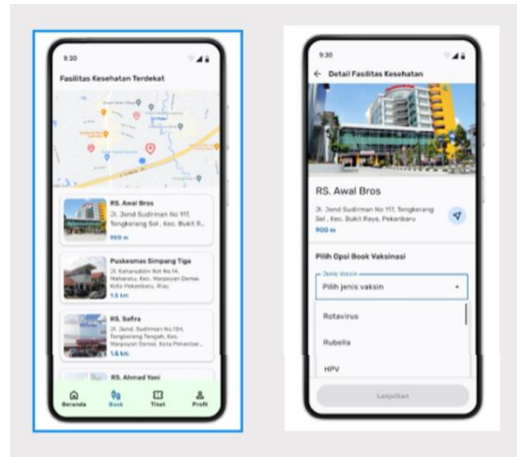 9:30
Fasilitas Kesehatan Terdekat
RS. Awal Bros
Jl. Jend Sudirman No 117,
Tengkerang Sel., Kec. Bukit R...
900 m
Puskesmas Simpang Tiga
Jl. Kaharuddin Nst No.14,
Maharatu, Kec. Marpoyan Damai,
Kota Pekanbaru, Riau
1.5 km
RS. Safira
Jl. Jend. Sudirman No.134,
Tengkerang Tengah, Kec.
Marpoyan Damai, Kota Pekanbar...
1.6 km
RS. Ahmad Yani
Beranda
Book
Tiket
Profil
9:30
← Detail Fasilitas Kesehatan
RS. Awal Bros
Jl. Jend Sudirman No 117, Tengkerang
Sel., Kec. Bukit Raya, Pekanbaru
900 m
Pilih Opsi Book Vaksinasi
Jenis Vaksin
Pilih jenis vaksin
Rotavirus
Rubella
HPV
Lanjutkan